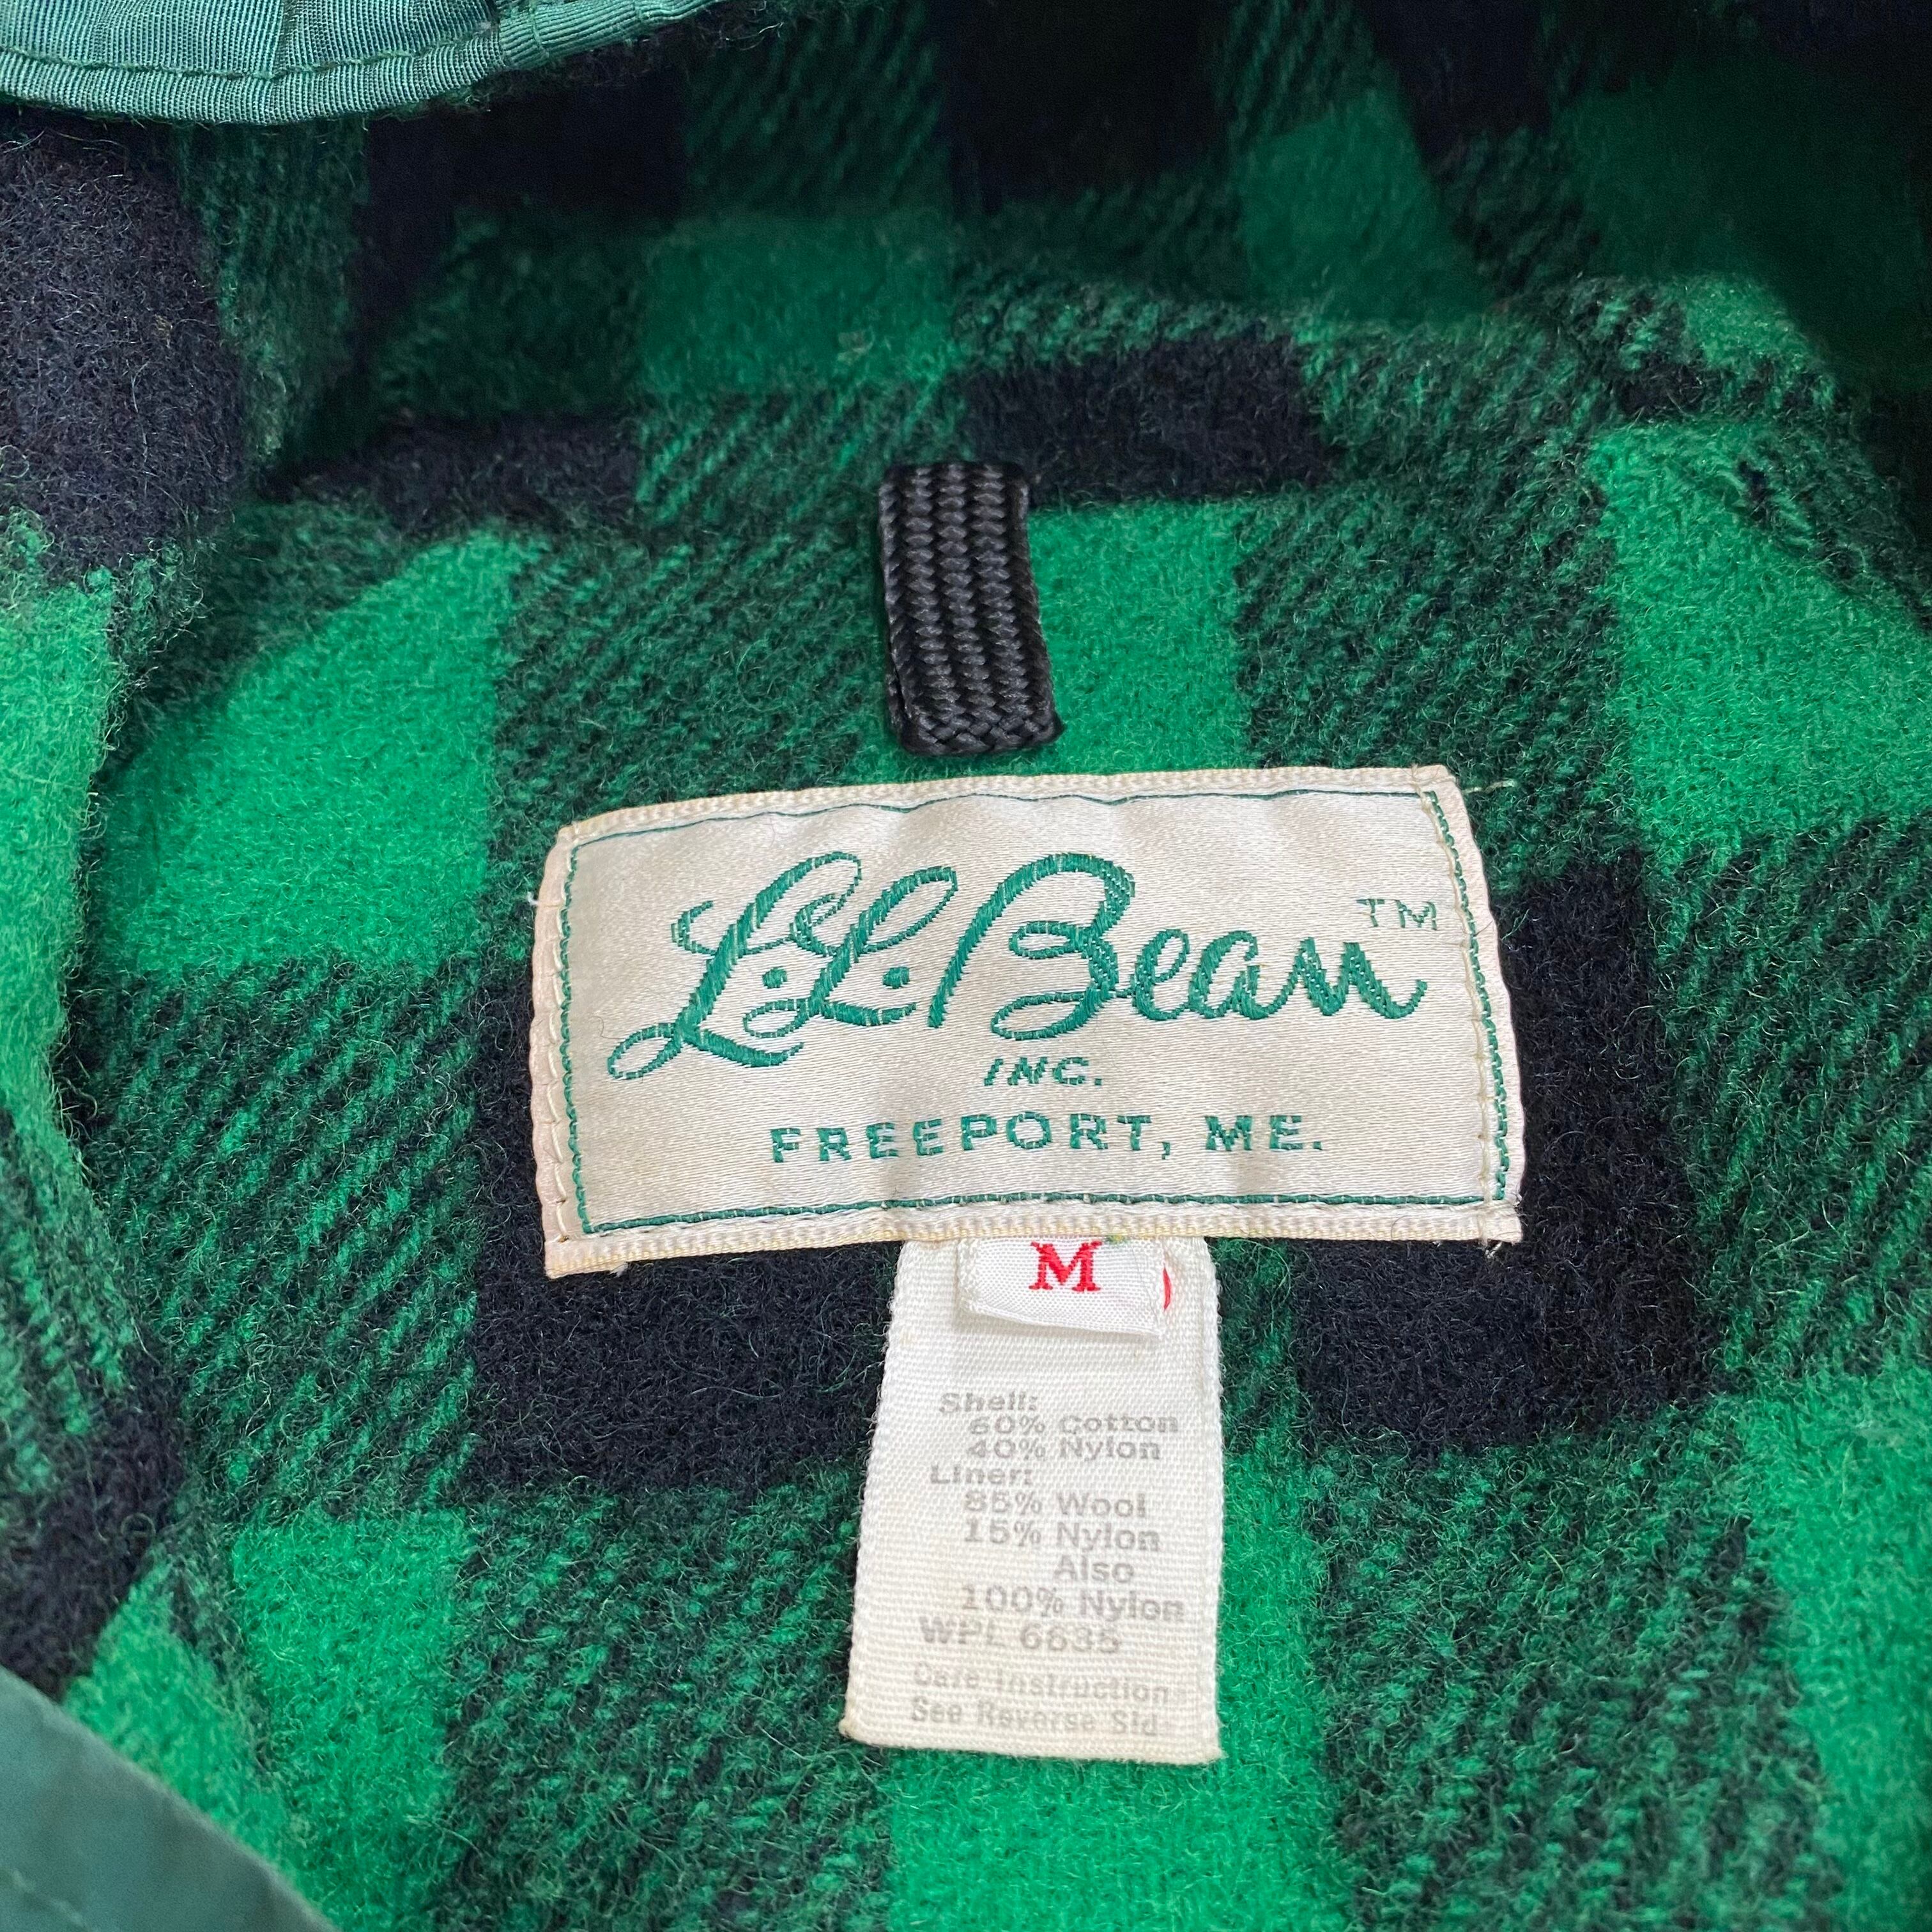 L.L.Bean™
INC.
FREEPORT, ME.
M
Shell:
60% Cotton
40% Nylon
Liner:
85% Wool
15% Nylon
Also
100% Nylon
WPL 6635
Care Instruction
See Reverse Sid